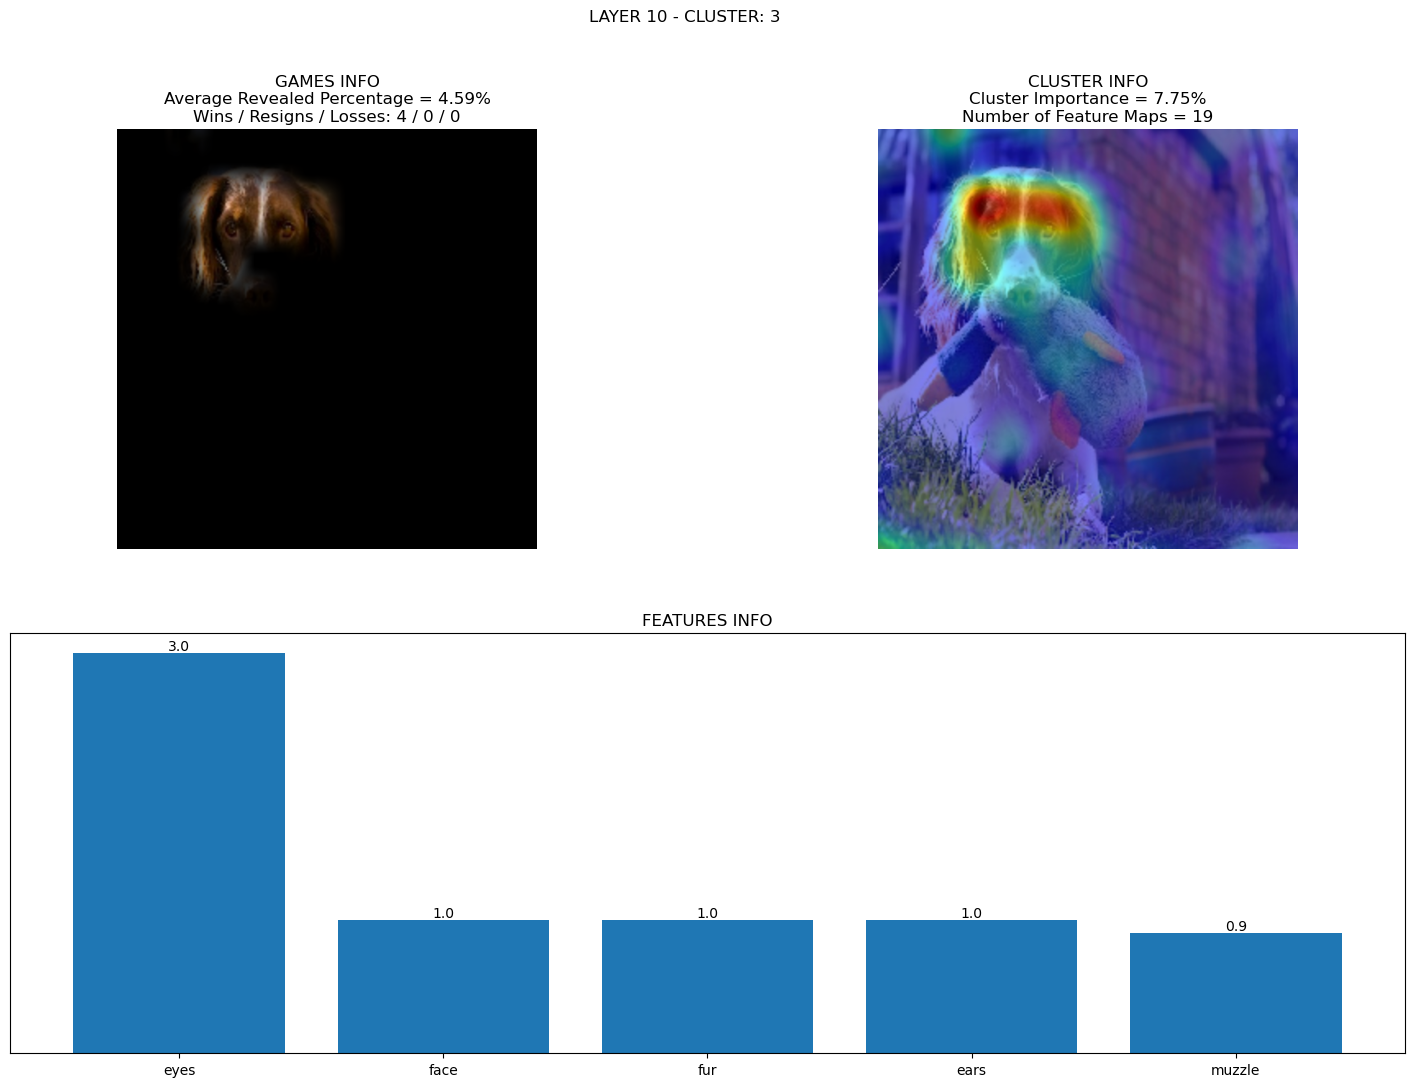 LAYER 10 - CLUSTER: 3
GAMES INFO
Average Revealed Percentage = 4.59%
Wins / Resigns / Losses: 4 / 0 / 0
CLUSTER INFO
Cluster Importance = 7.75%
Number of Feature Maps = 19
FEATURES INFO
3.0
1.0
1.0
1.0
0.9
eyes
face
fur
ears
muzzle